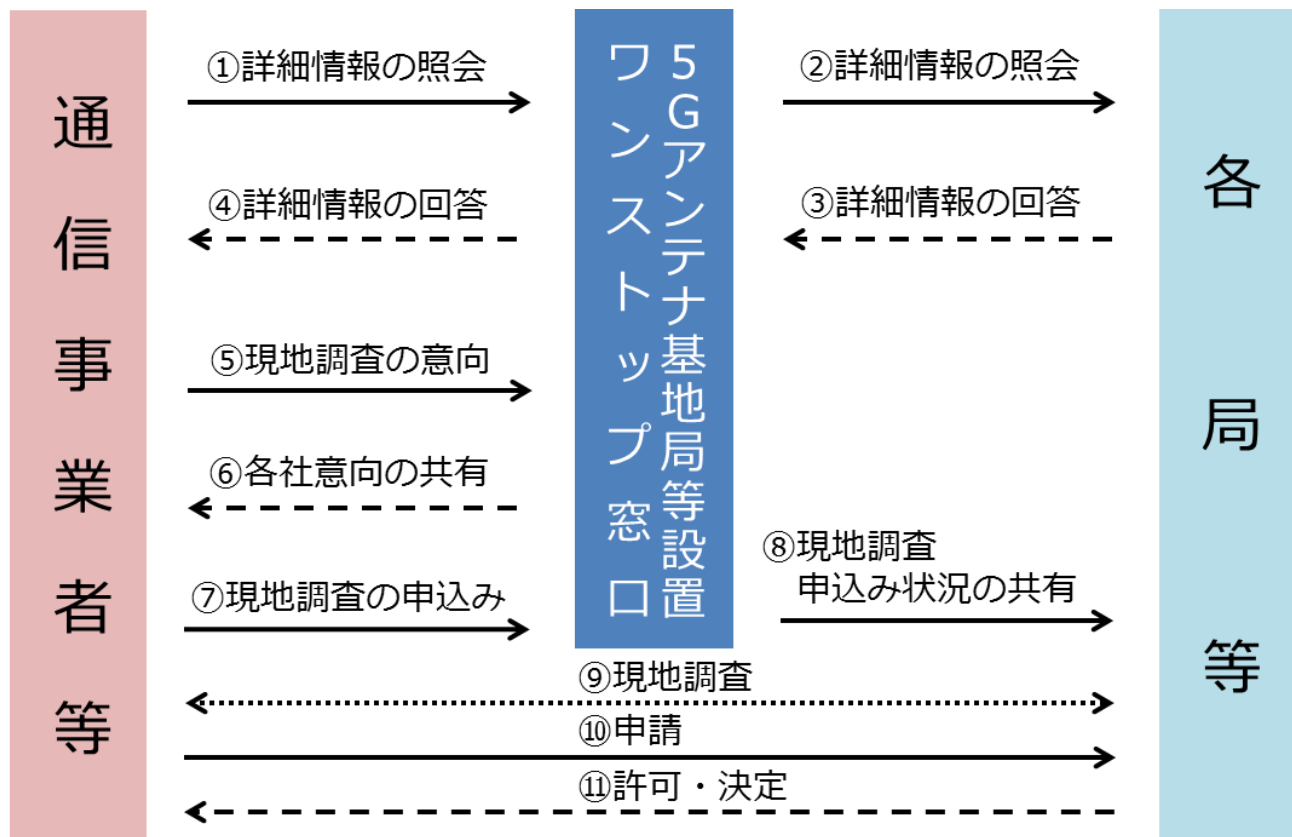 通信事業者等
5Gアンテナ基地局等設置
ワンストップ窓口
各局等
①詳細情報の照会
②詳細情報の照会
④詳細情報の回答
③詳細情報の回答
⑤現地調査の意向
⑥各社意向の共有
⑦現地調査の申込み
⑧現地調査
申込み状況の共有
⑨現地調査
⑩申請
⑪許可・決定